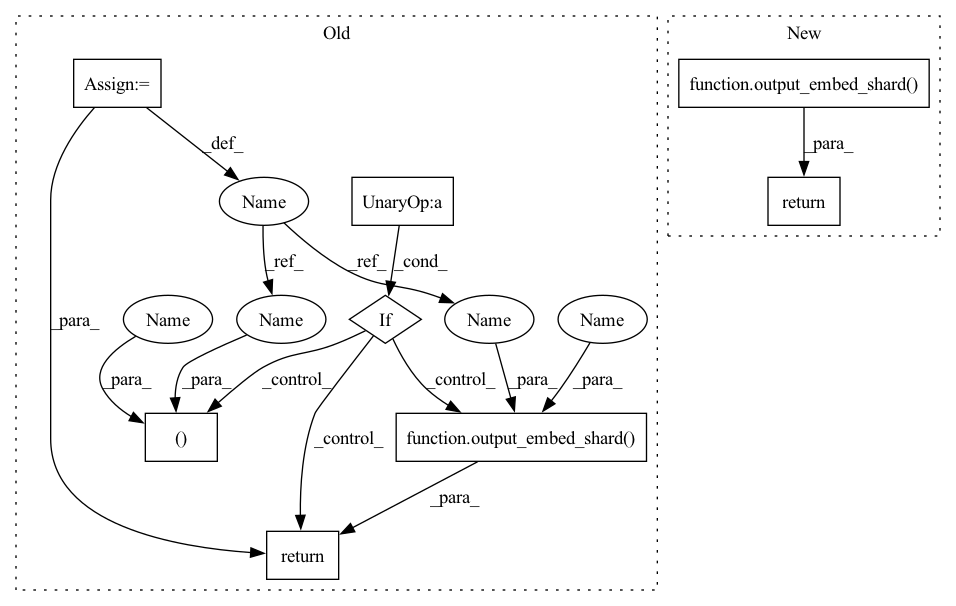 Old
New
Assign:=
function.output_embed_shard()
_def_
_para_
Name
UnaryOp:a
return
_ref_
_ref_
_cond_
_para_
Name
Name
If
Name
Name
_para_
_para_
_control_
_control_
_para_
_para_
()
_control_
function.output_embed_shard()
_para_
return